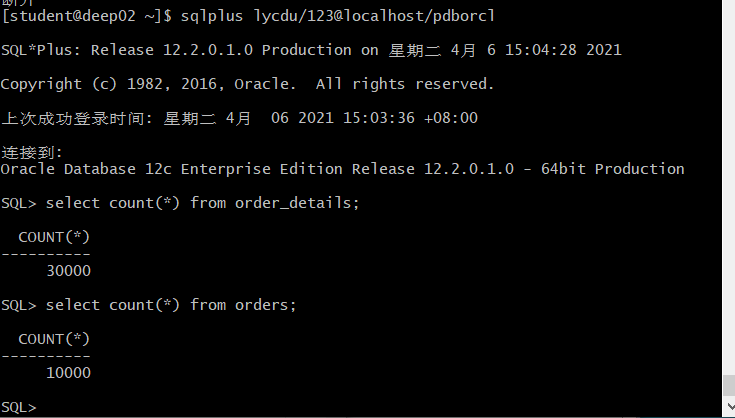 断开
[student@deep02 ~]$ sqlplus lycdu/123@localhost/pdborcl
SQL*Plus: Release 12.2.0.1.0 Production on 星期二 4月 6 15:04:28 2021
Copyright (c) 1982, 2016, Oracle.  All rights reserved.
上次成功登录时间: 星期二 4月  06 2021 15:03:36 +08:00
连接到:
Oracle Database 12c Enterprise Edition Release 12.2.0.1.0 - 64bit Production
SQL> select count(*) from order_details;
COUNT(*)
----------
30000
SQL> select count(*) from orders;
COUNT(*)
----------
10000
SQL>